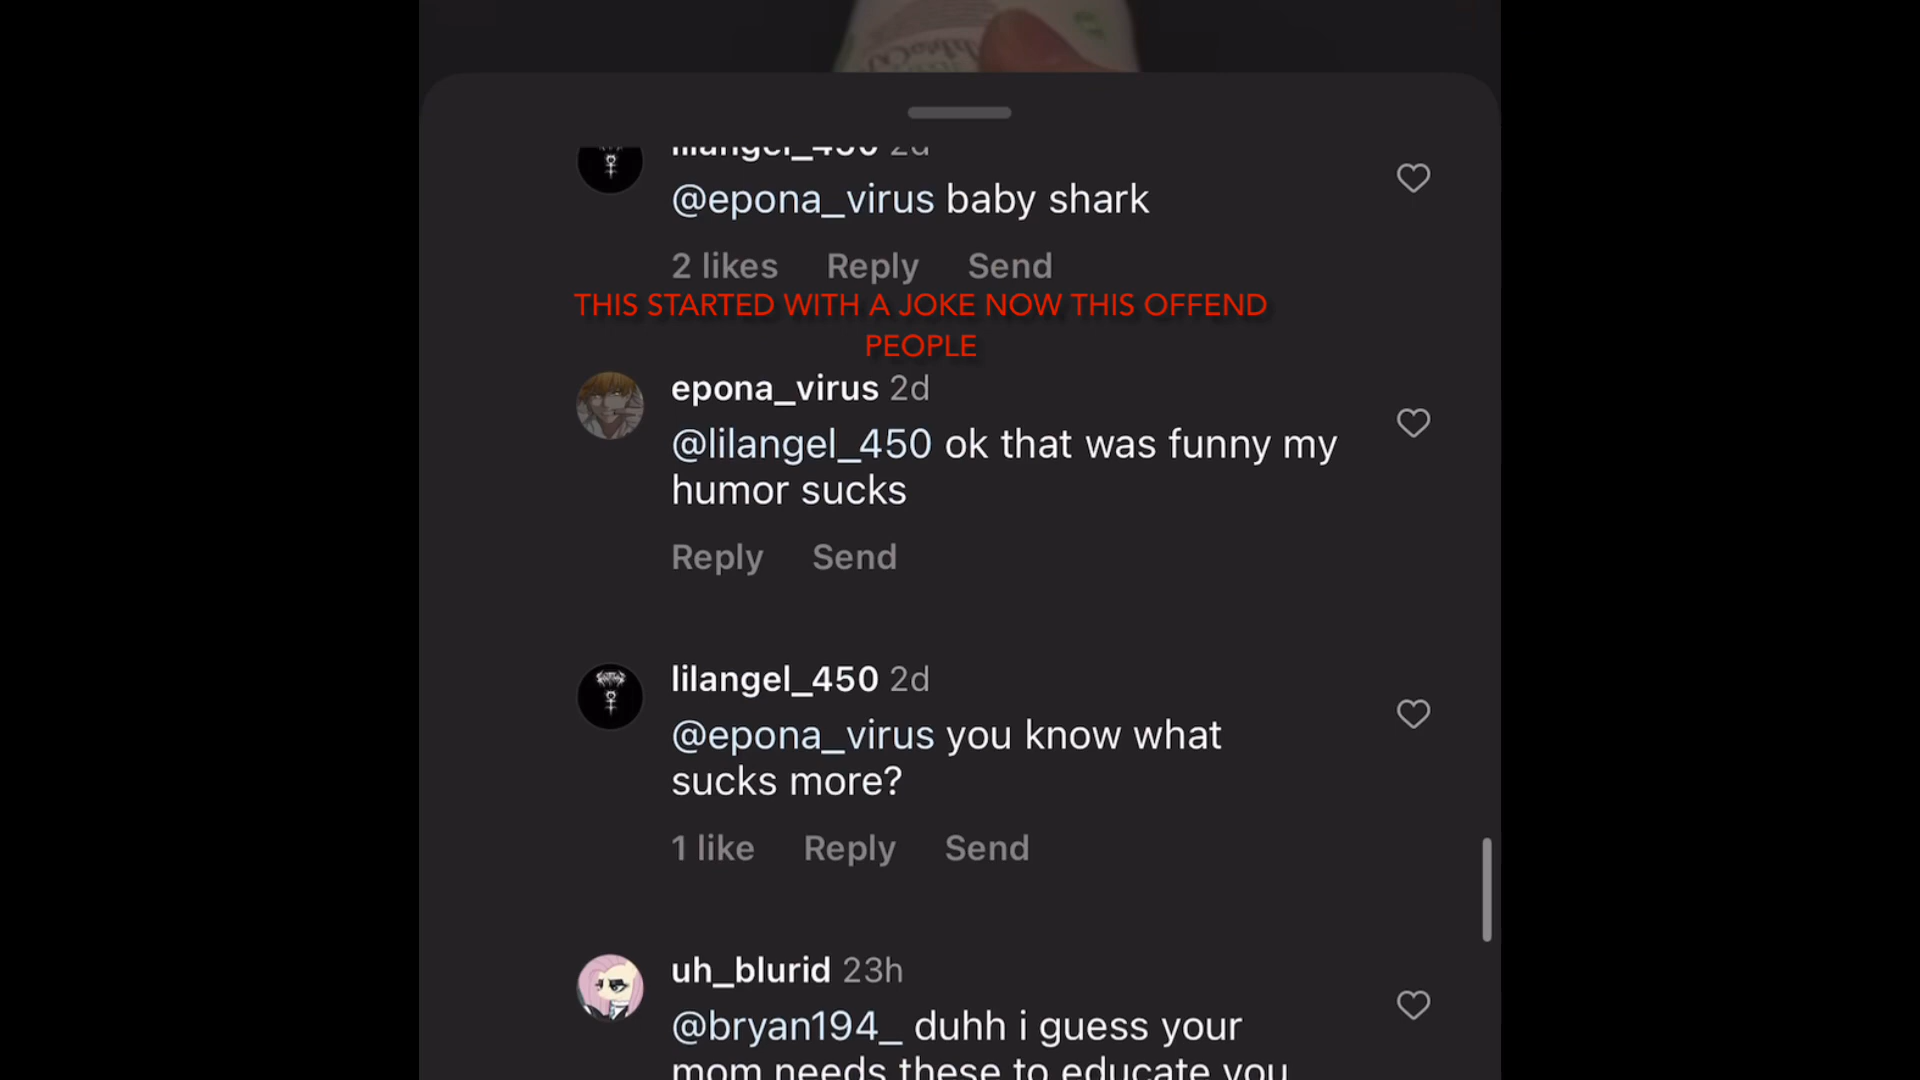 lilangel_450 2d
@epona_virus baby shark
2 likes Reply Send
THIS STARTED WITH A JOKE NOW THIS OFFEND
PEOPLE
epona_virus 2d
@lilangel_450 ok that was funny my
humor sucks
Reply Send
lilangel_450 2d
@epona_virus you know what
sucks more?
1 like Reply Send
uh_blurid 23h
@bryan194_ duhh i guess your
mom needs these to educate you